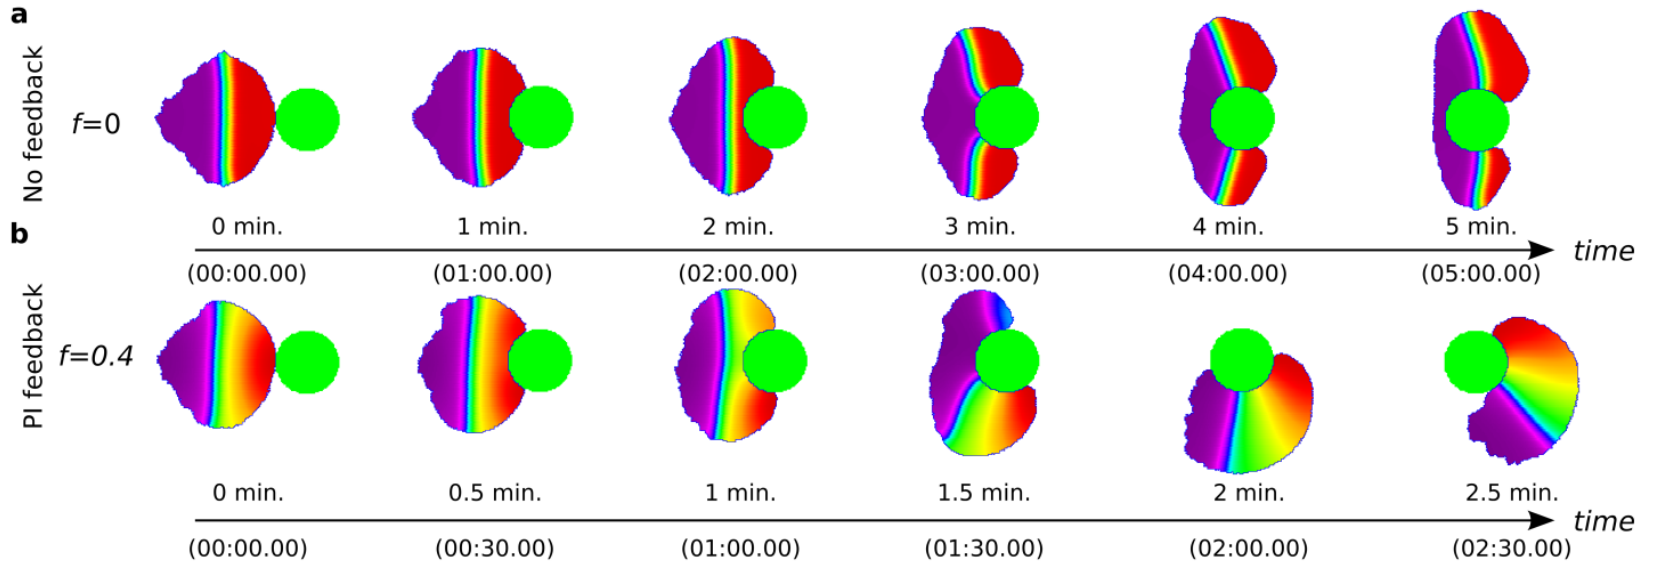 a
No feedback
f=0
0 min. 1 min. 2 min. 3 min. 4 min. 5 min.
time
(00:00.00) (01:00.00) (02:00.00) (03:00.00) (04:00.00) (05:00.00)
b
PI feedback
f=0.4
0 min. 0.5 min. 1 min. 1.5 min. 2 min. 2.5 min.
time
(00:00.00) (00:30.00) (01:00.00) (01:30.00) (02:00.00) (02:30.00)